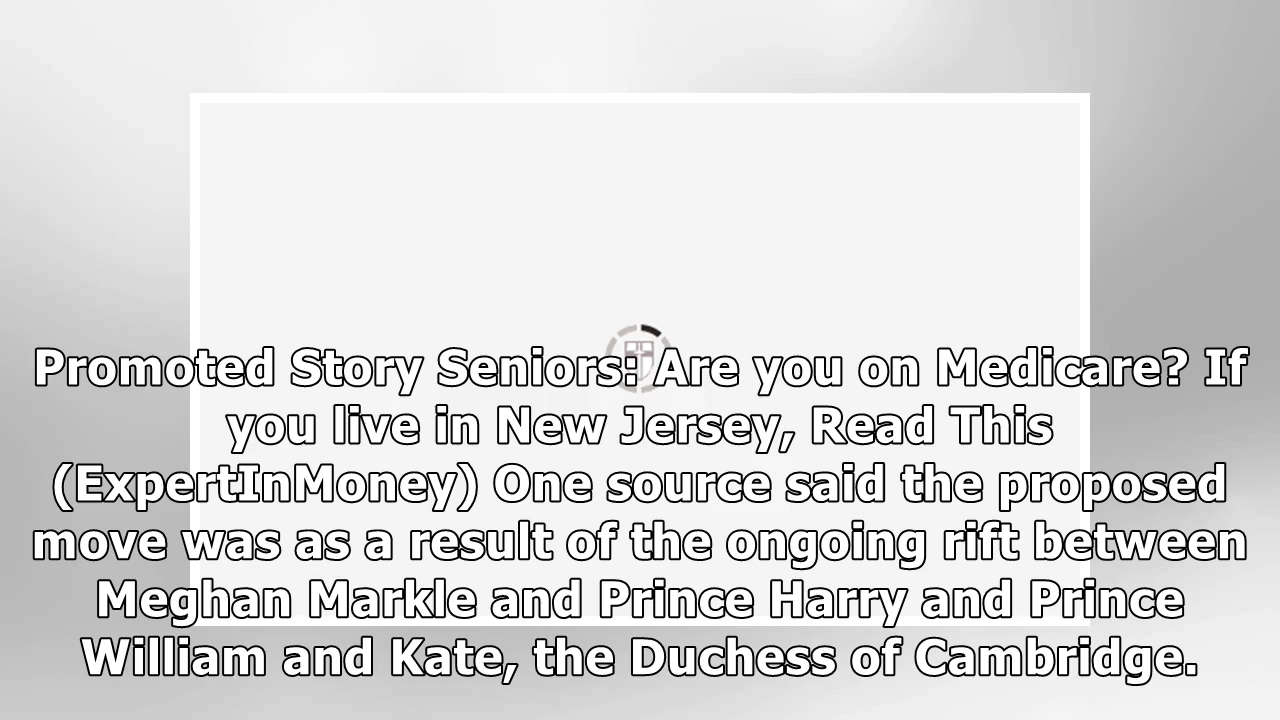 Promoted Story Seniors: Are you on Medicare? If
you live in New Jersey, Read This
(ExpertInMoney) One source said the proposed
move was as a result of the ongoing rift between
Meghan Markle and Prince Harry and Prince
William and Kate, the Duchess of Cambridge.